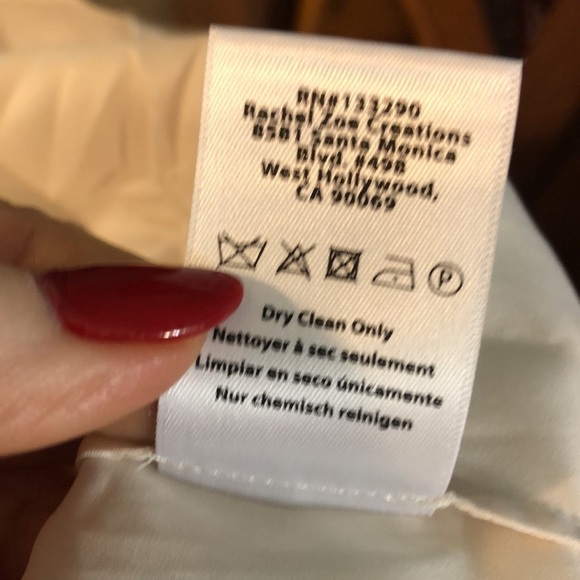 RN#133290
Rachel Zoe Creations
8581 Santa Monica
Blvd. #498
West Hollywood,
CA 90069
P
Dry Clean Only
Nettoyer à sec seulement
Limpiar en seco únicamente
Nur chemisch reinigen